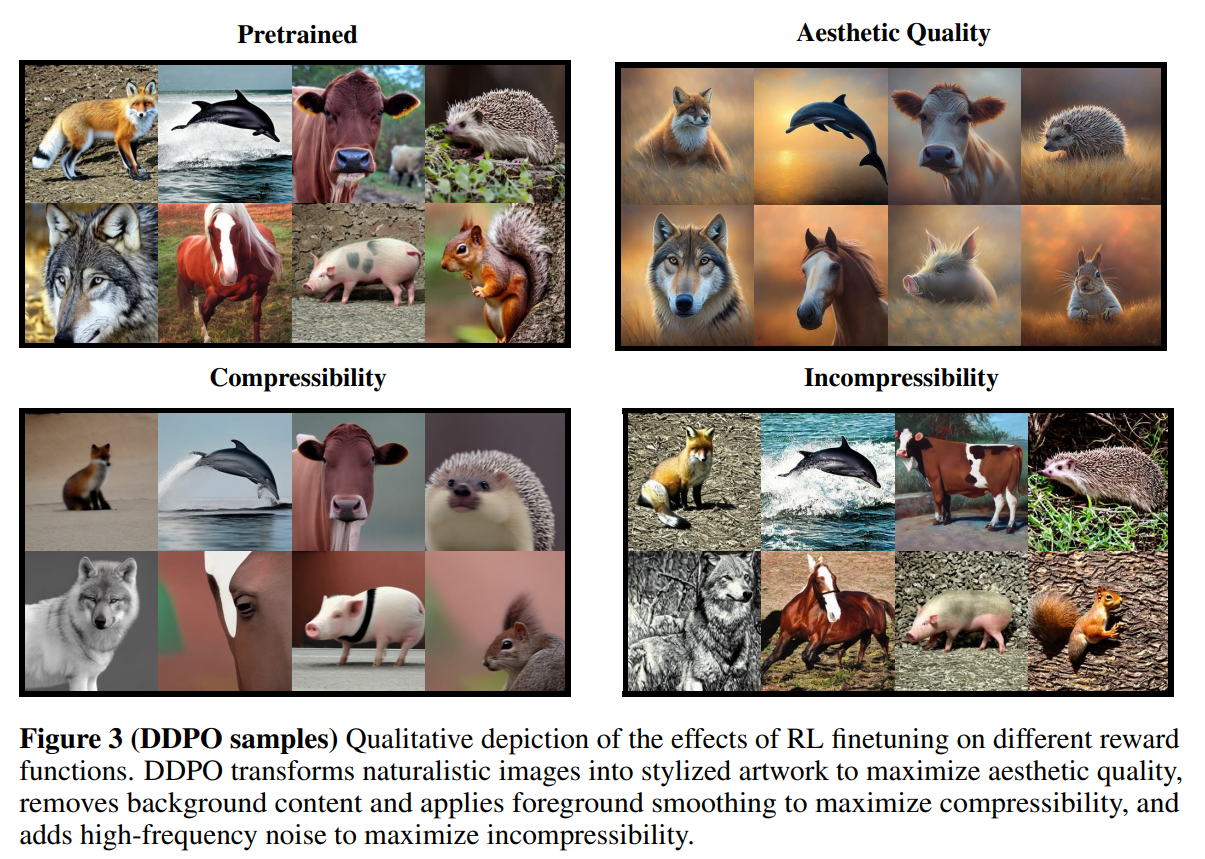 Pretrained
Aesthetic Quality
Compressibility
Incompressibility
Figure 3 (DDPO samples) Qualitative depiction of the effects of RL finetuning on different reward
functions. DDPO transforms naturalistic images into stylized artwork to maximize aesthetic quality,
removes background content and applies foreground smoothing to maximize compressibility, and
adds high-frequency noise to maximize incompressibility.